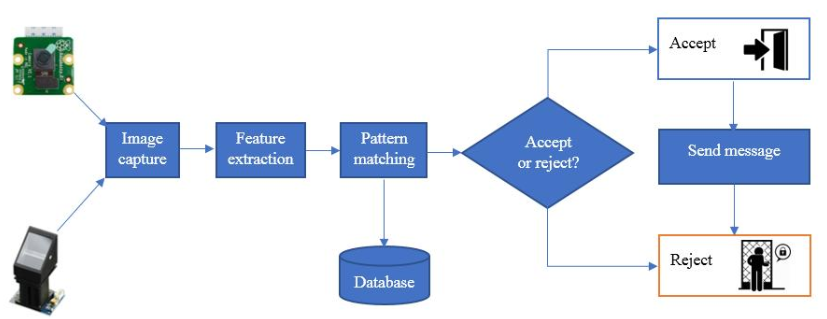 Image
capture
Feature
extraction
Pattern
matching
Database
Accept
or reject?
Accept
Send message
Reject